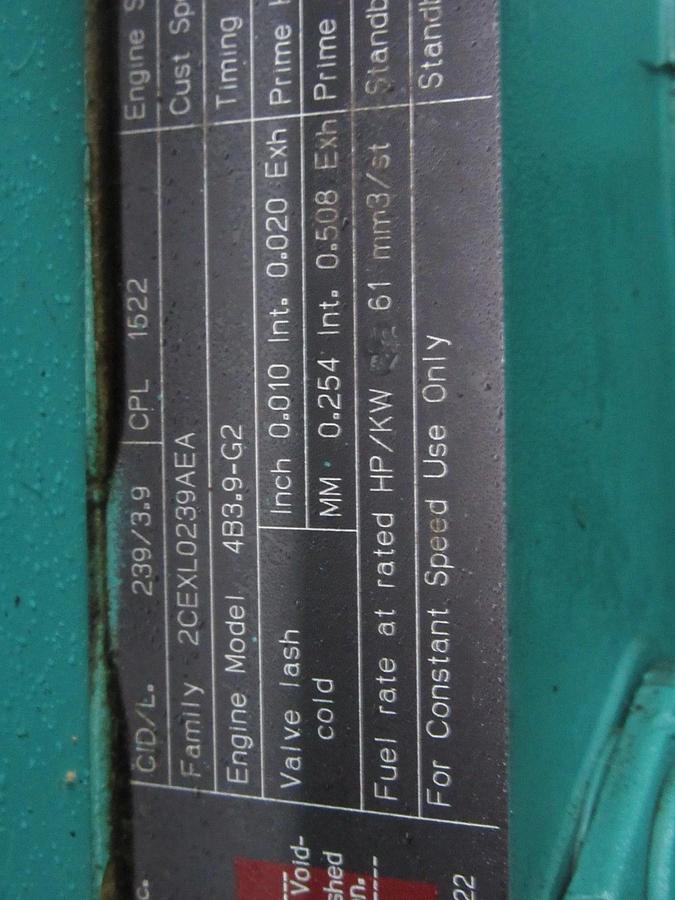 c.
Void-
shed
n.
22
CID/L. 239/3.9 CPL 1522 Engine S
Family 2CEXL0239AEA Cust Sp
Engine Model 4B3.9-G2 Timing
Valve lash cold Inch 0.010 Int. 0.020 Exh Prime
MM 0.254 Int. 0.508 Exh Prime
Fuel rate at rated HP/KW 61 mm3/st Standb
For Constant Speed Use Only Standb